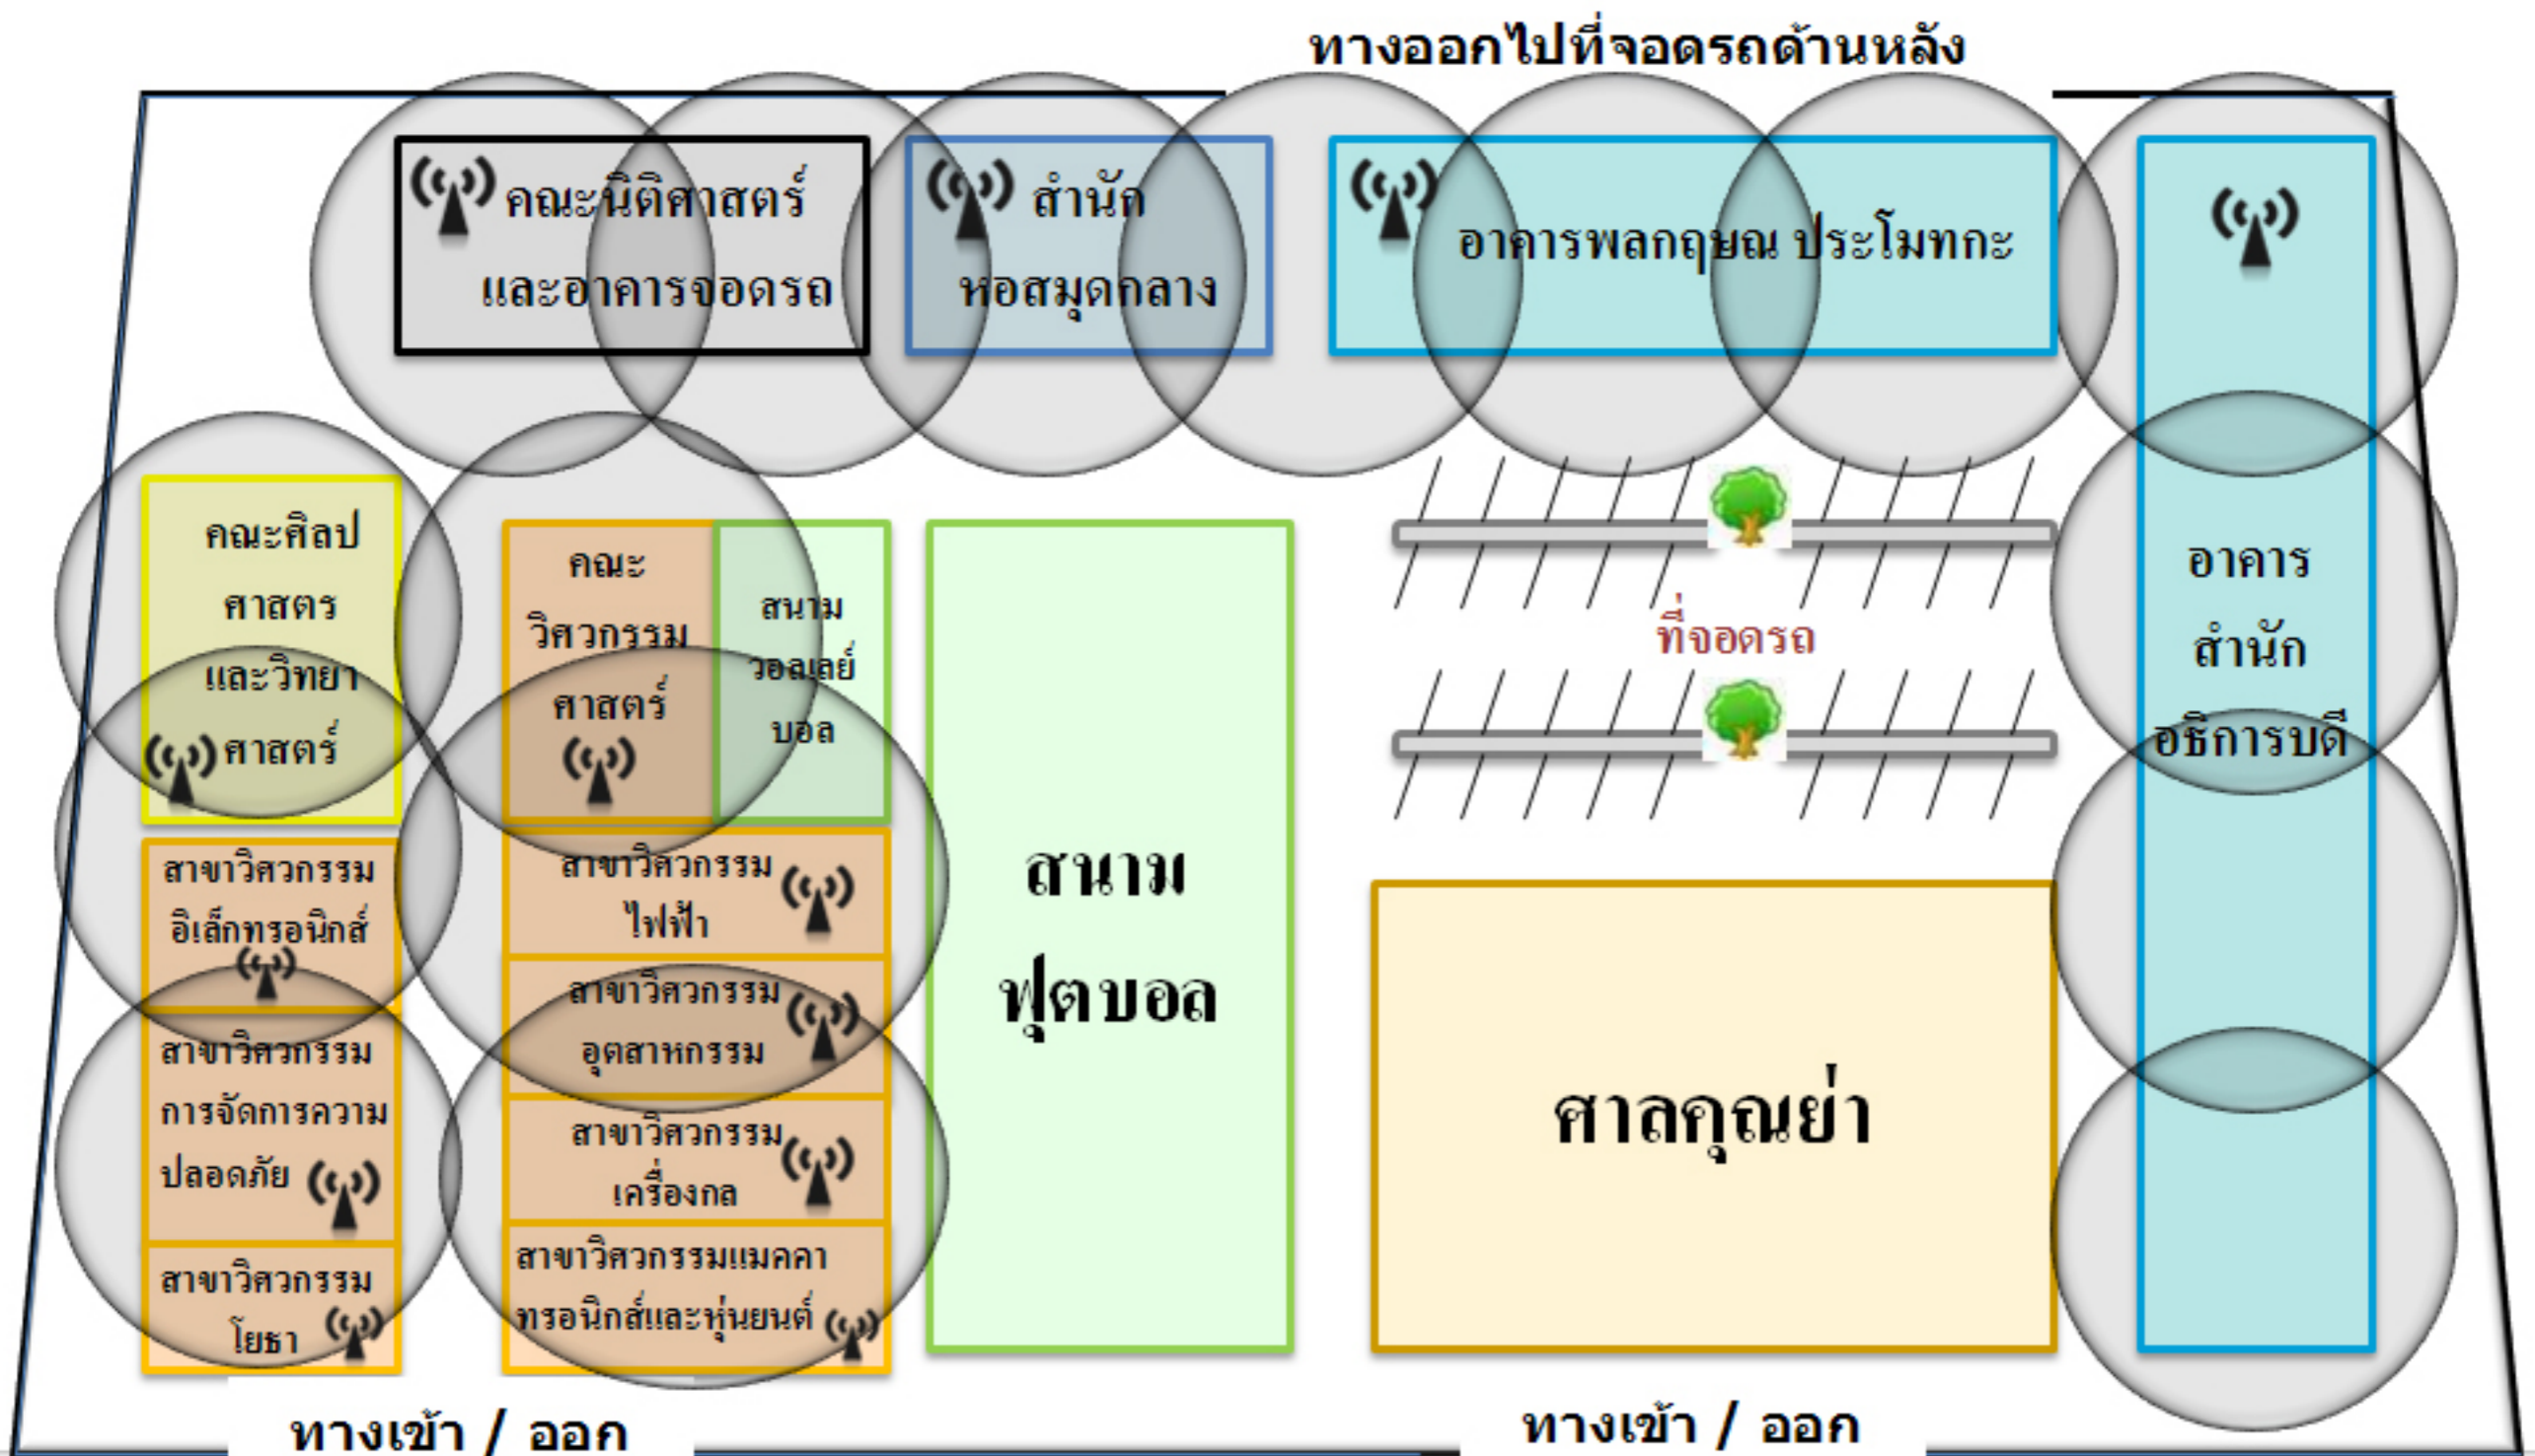 ทางออกไปที่จอดรถด้านหลัง
คณะนิติศาสตร์
และอาคารจอดรถ
สำนัก
หอสมุดกลาง
อาคารพลกฤษณ ประโมทกะ
คณะศิลป
ศาสตร
และวิทยา
ศาสตร์
คณะ
วิศวกรรม
ศาสตร์
สนาม
วอลเลย์
บอล
ที่จอดรถ
อาคาร
สำนัก
อธิการบดี
สาขาวิศวกรรม
อิเล็กทรอนิกส์
สาขาวิศวกรรม
การจัดการความ
ปลอดภัย
สาขาวิศวกรรม
โยธา
สาขาวิศวกรรม
ไฟฟ้า
สาขาวิศวกรรม
อุตสาหกรรม
สาขาวิศวกรรม
เครื่องกล
สาขาวิศวกรรมแมคคา
ทรอนิกส์และหุ่นยนต์
สนาม
ฟุตบอล
ศาลคุณย่า
ทางเข้า / ออก
ทางเข้า / ออก